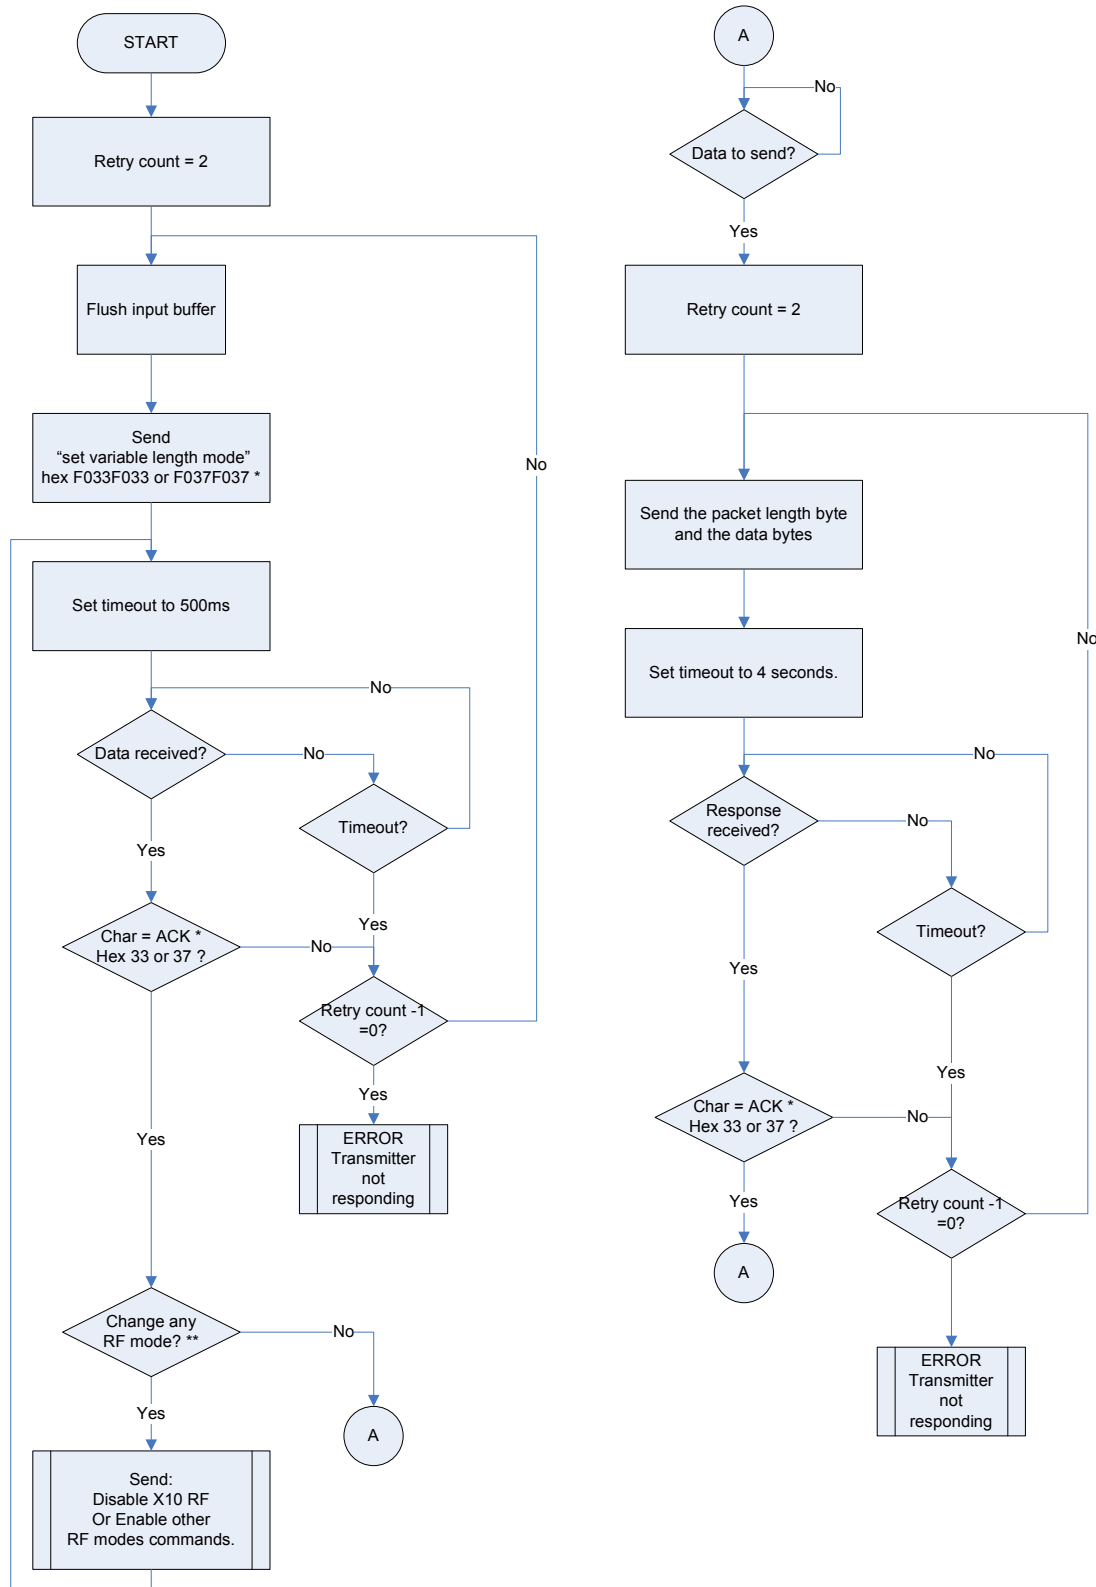 START
Retry count = 2
Flush input buffer
Send
“set variable length mode”
hex F033F033 or F037F037 *
No
Set timeout to 500ms
No
Data received?
No
Timeout?
Yes
Yes
Char = ACK *
Hex 33 or 37 ?
No
Retry count -1
=0?
Yes
ERROR
Transmitter
not
responding
Yes
Change any
RF mode? **
No
Yes
A
Send:
Disable X10 RF
Or Enable other
RF modes commands.
A
No
Data to send?
Yes
Retry count = 2
Send the packet length byte
and the data bytes
No
Set timeout to 4 seconds.
No
Response
received?
No
Timeout?
Yes
Yes
Char = ACK *
Hex 33 or 37 ?
No
Yes
Retry count -1
=0?
A
ERROR
Transmitter
not
responding